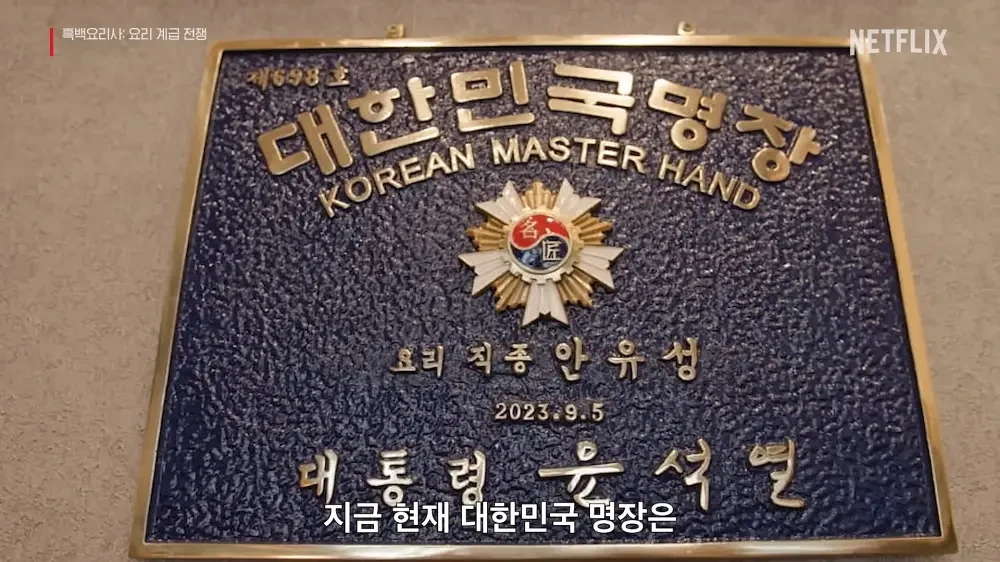 흑백요리사: 요리 계급 전쟁
NETFLIX
제698호
대한민국명장
KOREAN MASTER HAND
名匠
요리 직종 안유성
2023.9.5
대통령 윤석열
지금 현재 대한민국 명장은